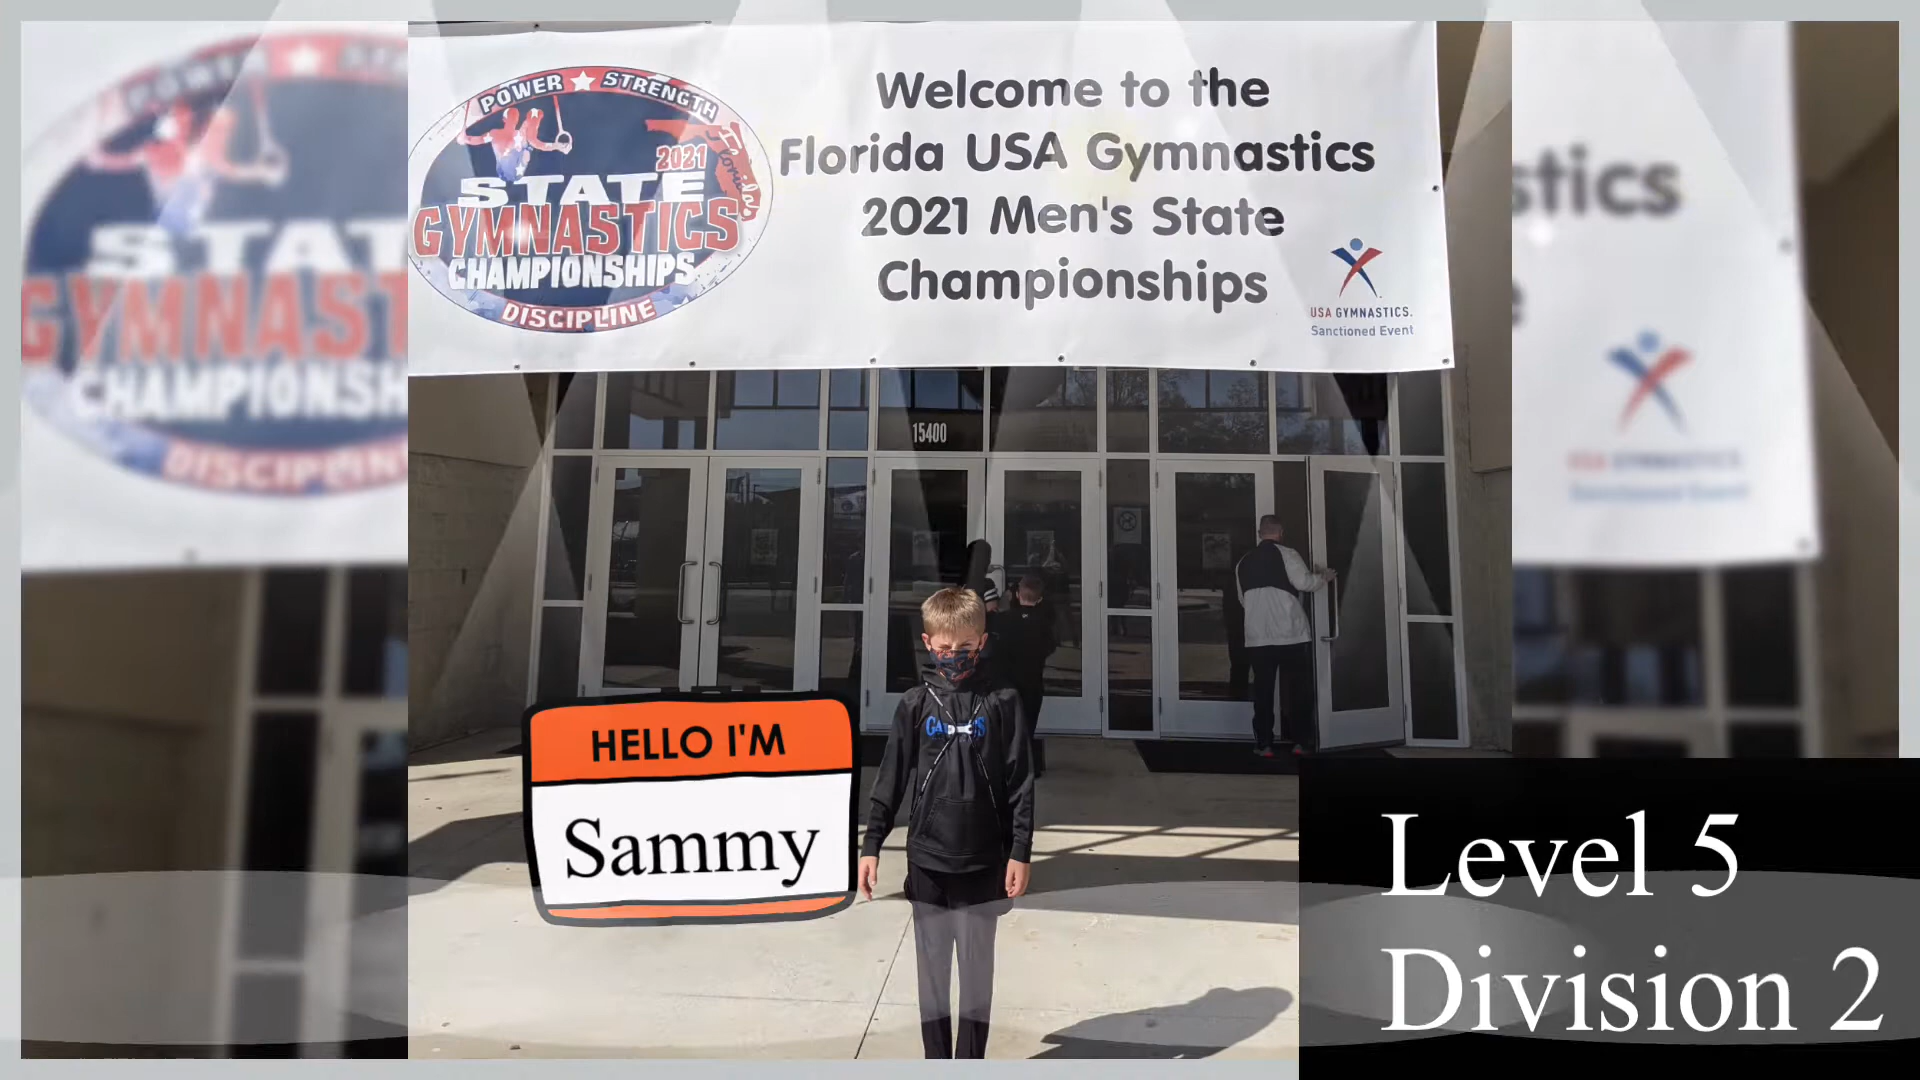 POWER ★ STRENGTH
2021
Florida's
STATE
GYMNASTICS
CHAMPIONSHIPS
DISCIPLINE
Welcome to the
Florida USA Gymnastics
2021 Men's State
Championships
USA GYMNASTICS.
Sanctioned Event
15400
HELLO I'M
Sammy
Level 5
Division 2